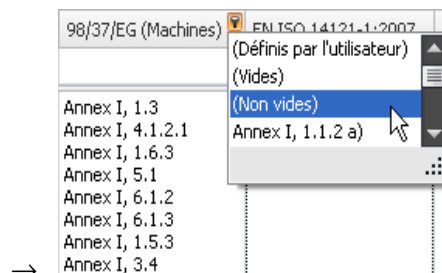 98/37/EG (Machines) EN ISO 14121-1:2007
(Définis par l'utilisateur)
(Vides)
(Non vides)
Annex I, 1.1.2 a)
Annex I, 1.3
Annex I, 4.1.2.1
Annex I, 1.6.3
Annex I, 5.1
Annex I, 6.1.2
Annex I, 6.1.3
Annex I, 1.5.3
→ Annex I, 3.4